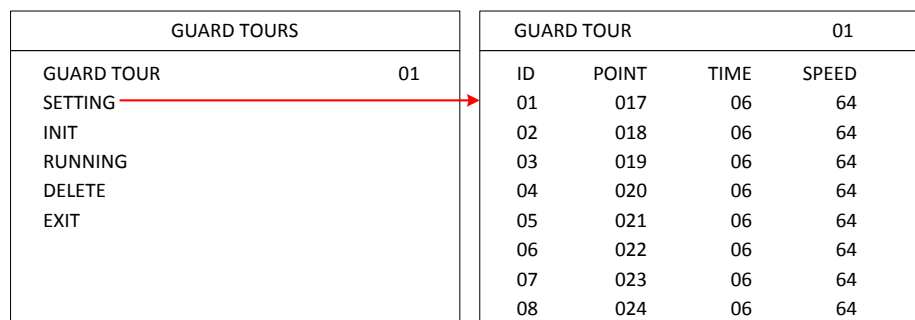 GUARD TOURS
GUARD TOUR 01
SETTING
INIT
RUNNING
DELETE
EXIT
GUARD TOUR 01
ID POINT TIME SPEED
01 017 06 64
02 018 06 64
03 019 06 64
04 020 06 64
05 021 06 64
06 022 06 64
07 023 06 64
08 024 06 64